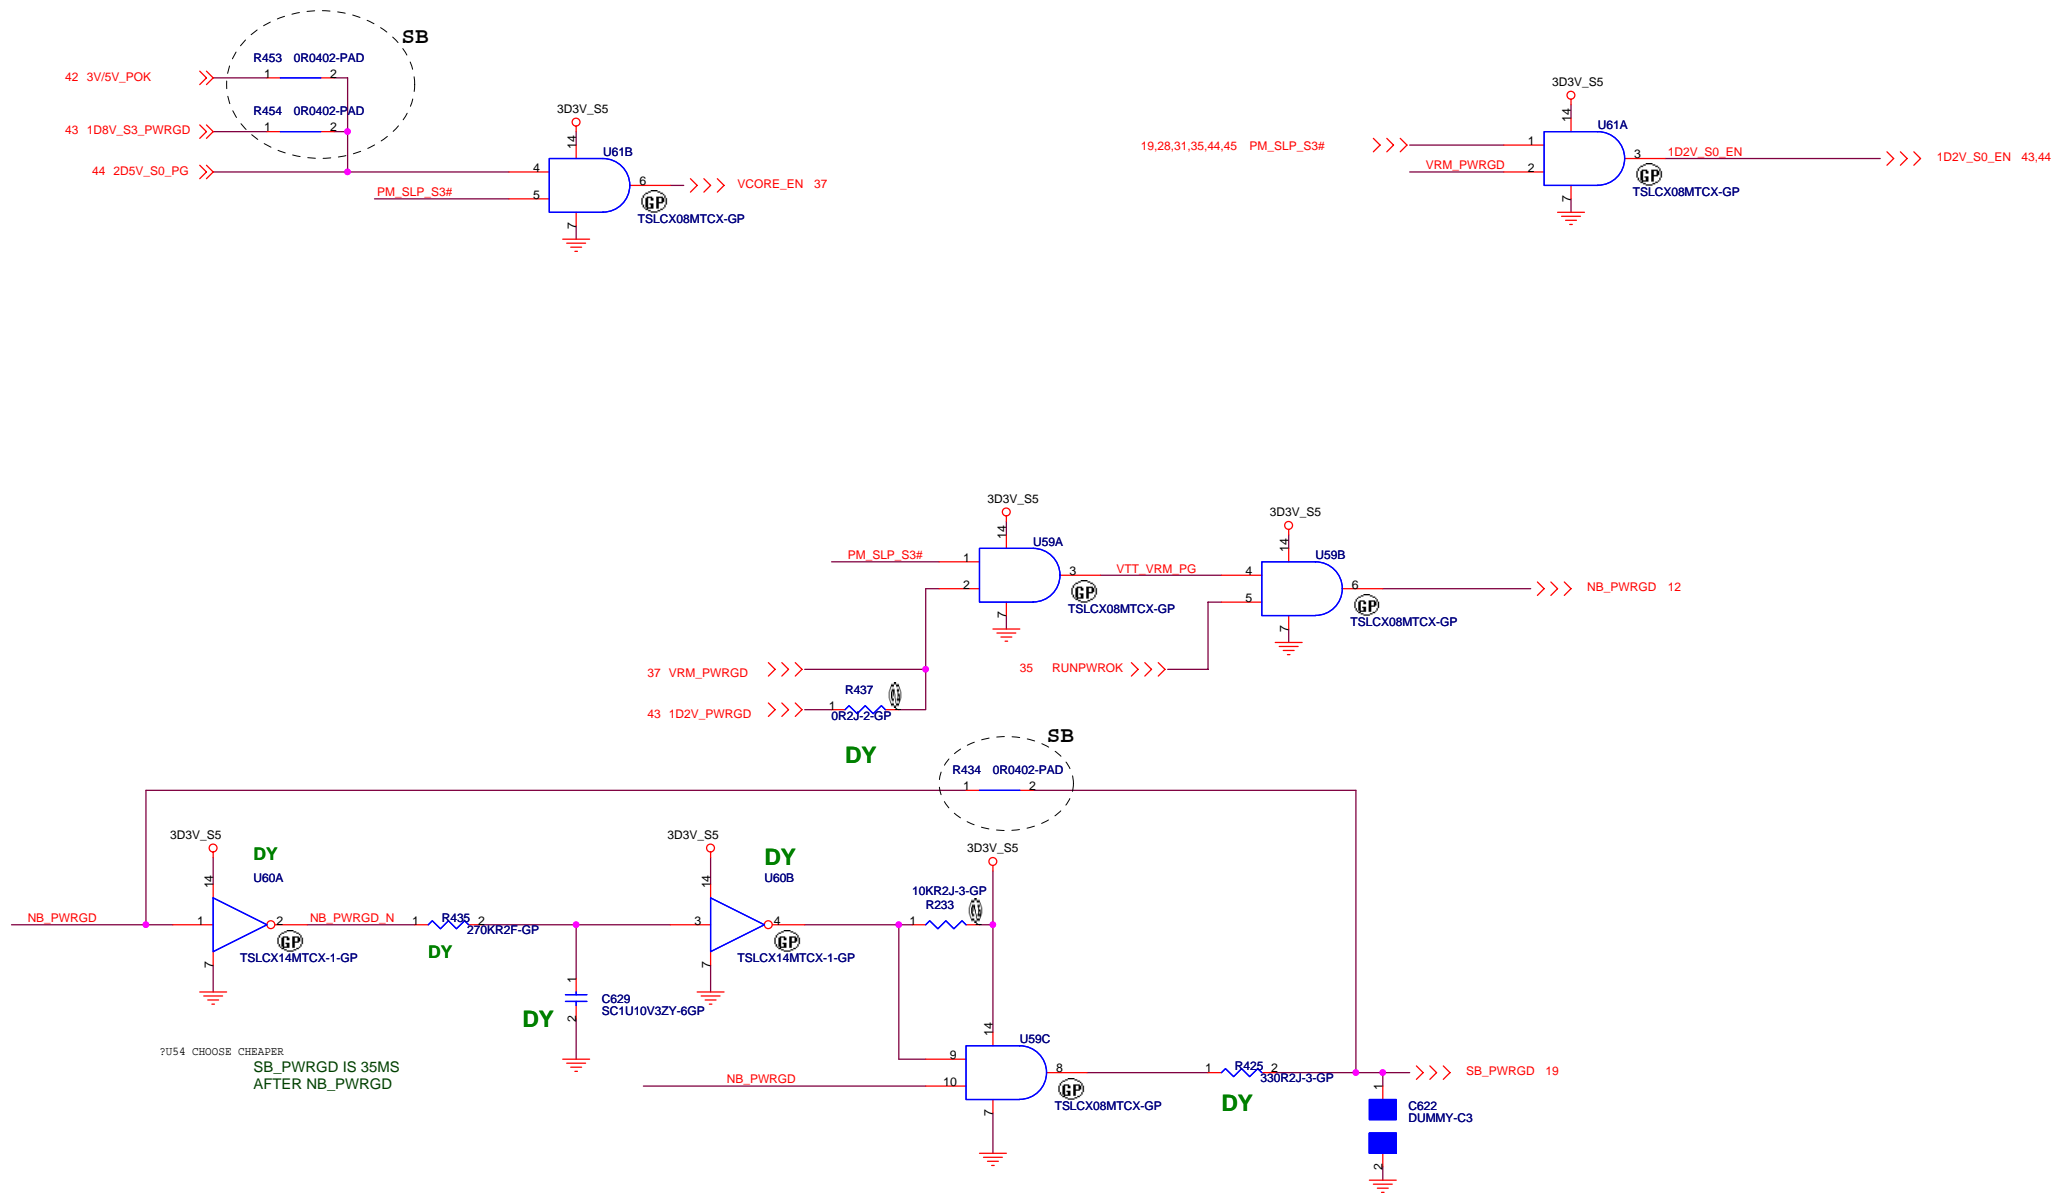 SB
R453 0R0402-PAD
42 3V/5V_POK
1 2
R454 0R0402-PAD
43 1D8V_S3_PWRGD
1 2
44 2D5V_S0_PG
3D3V_S5
14
U61B
4
PM_SLP_S3#
5
6
VCORE_EN 37
GP
TSLCX08MTCX-GP
7
3D3V_S5
14
U61A
19,28,31,35,44,45 PM_SLP_S3#
1
VRM_PWRGD
2
3
1D2V_S0_EN
1D2V_S0_EN 43,44
GP
TSLCX08MTCX-GP
7
3D3V_S5
14
U59A
PM_SLP_S3#
1
2
3
VTT_VRM_PG
GP
TSLCX08MTCX-GP
7
3D3V_S5
14
U59B
4
5
6
NB_PWRGD 12
GP
TSLCX08MTCX-GP
7
37 VRM_PWRGD
35 RUNPWROK
R437
43 1D2V_PWRGD
1
0R2J-2-GP
DY
SB
R434 0R0402-PAD
1 2
3D3V_S5
DY
U60A
14
NB_PWRGD
1
2
NB_PWRGD_N
GP
TSLCX14MTCX-1-GP
7
1
R435
2
270KR2F-GP
DY
1
C629
SC1U10V3ZY-6GP
DY
2
3D3V_S5
DY
U60B
14
3
4
GP
TSLCX14MTCX-1-GP
7
3D3V_S5
10KR2J-3-GP
R233
1
?U54 CHOOSE CHEAPER
SB_PWRGD IS 35MS
AFTER NB_PWRGD
14
U59C
9
NB_PWRGD
10
8
GP
TSLCX08MTCX-GP
7
1
R425
2
330R2J-3-GP
DY
SB_PWRGD 19
1
C622
DUMMY-C3
2